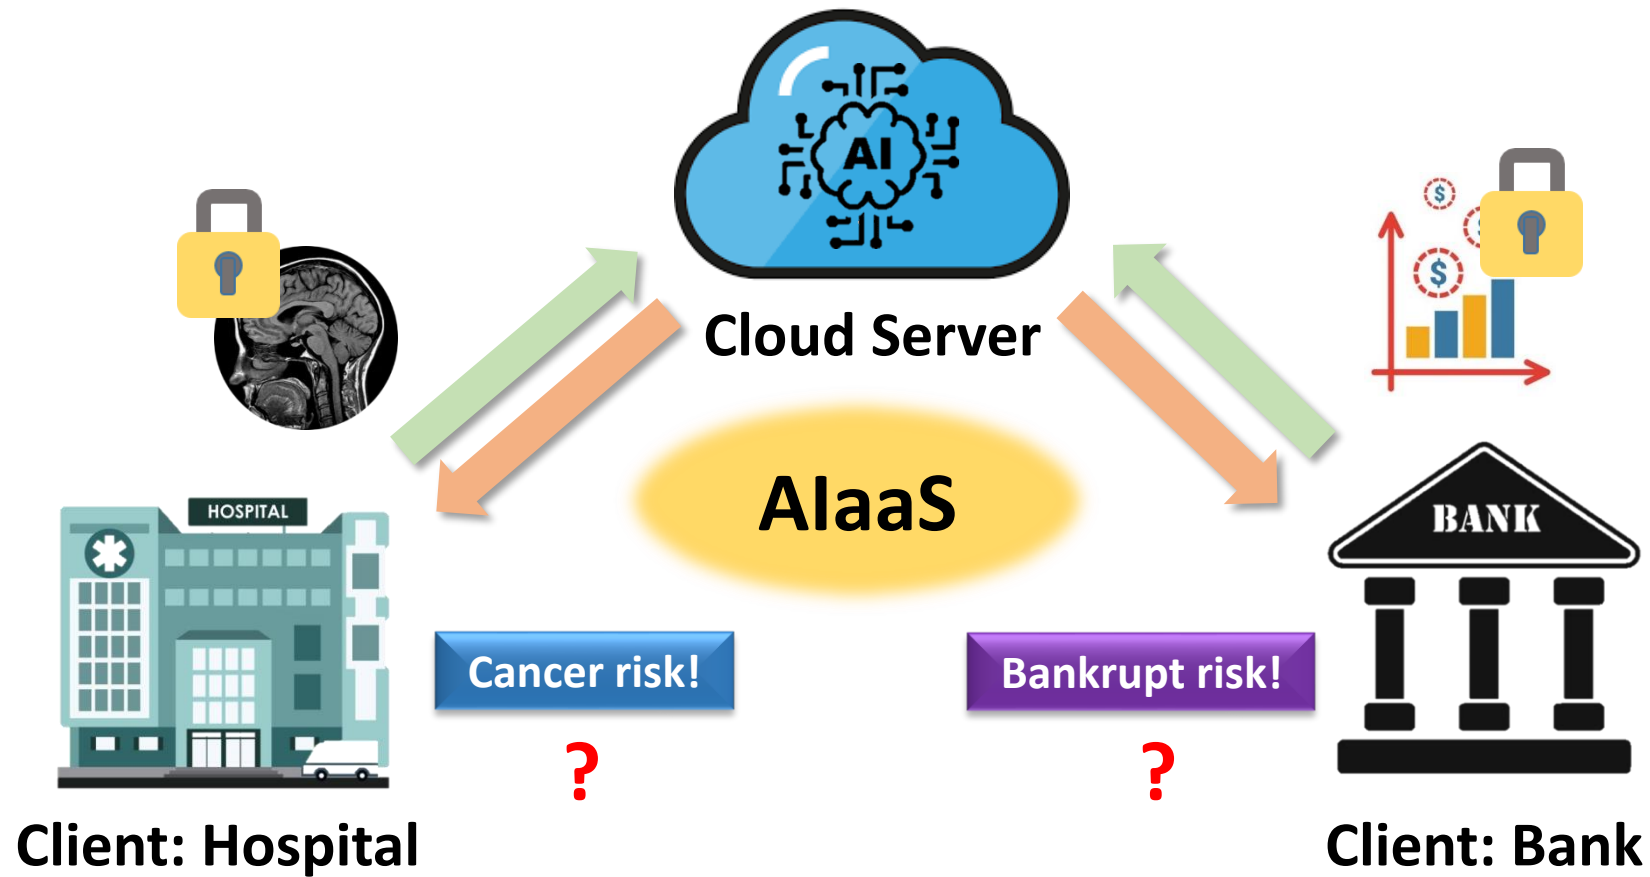 AI
$
$
Cloud Server
AIaaS
HOSPITAL
BANK
Cancer risk!
Bankrupt risk!
?
?
Client: Hospital
Client: Bank